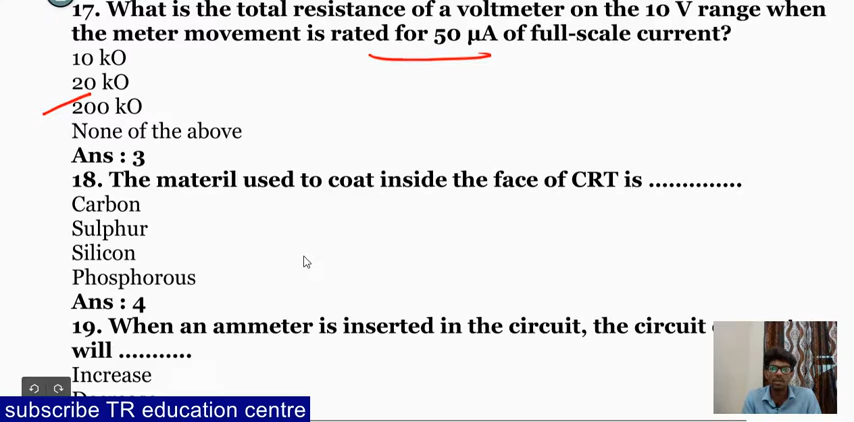 17. What is the total resistance of a voltmeter on the 10 V range when
the meter movement is rated for 50 μA of full-scale current?
10 kO
20 kO
200 kO
None of the above
Ans : 3
18. The materil used to coat inside the face of CRT is ..............
Carbon
Sulphur
Silicon
Phosphorous
Ans : 4
19. When an ammeter is inserted in the circuit, the circuit
will ...........
Increase
subscribe TR education centre